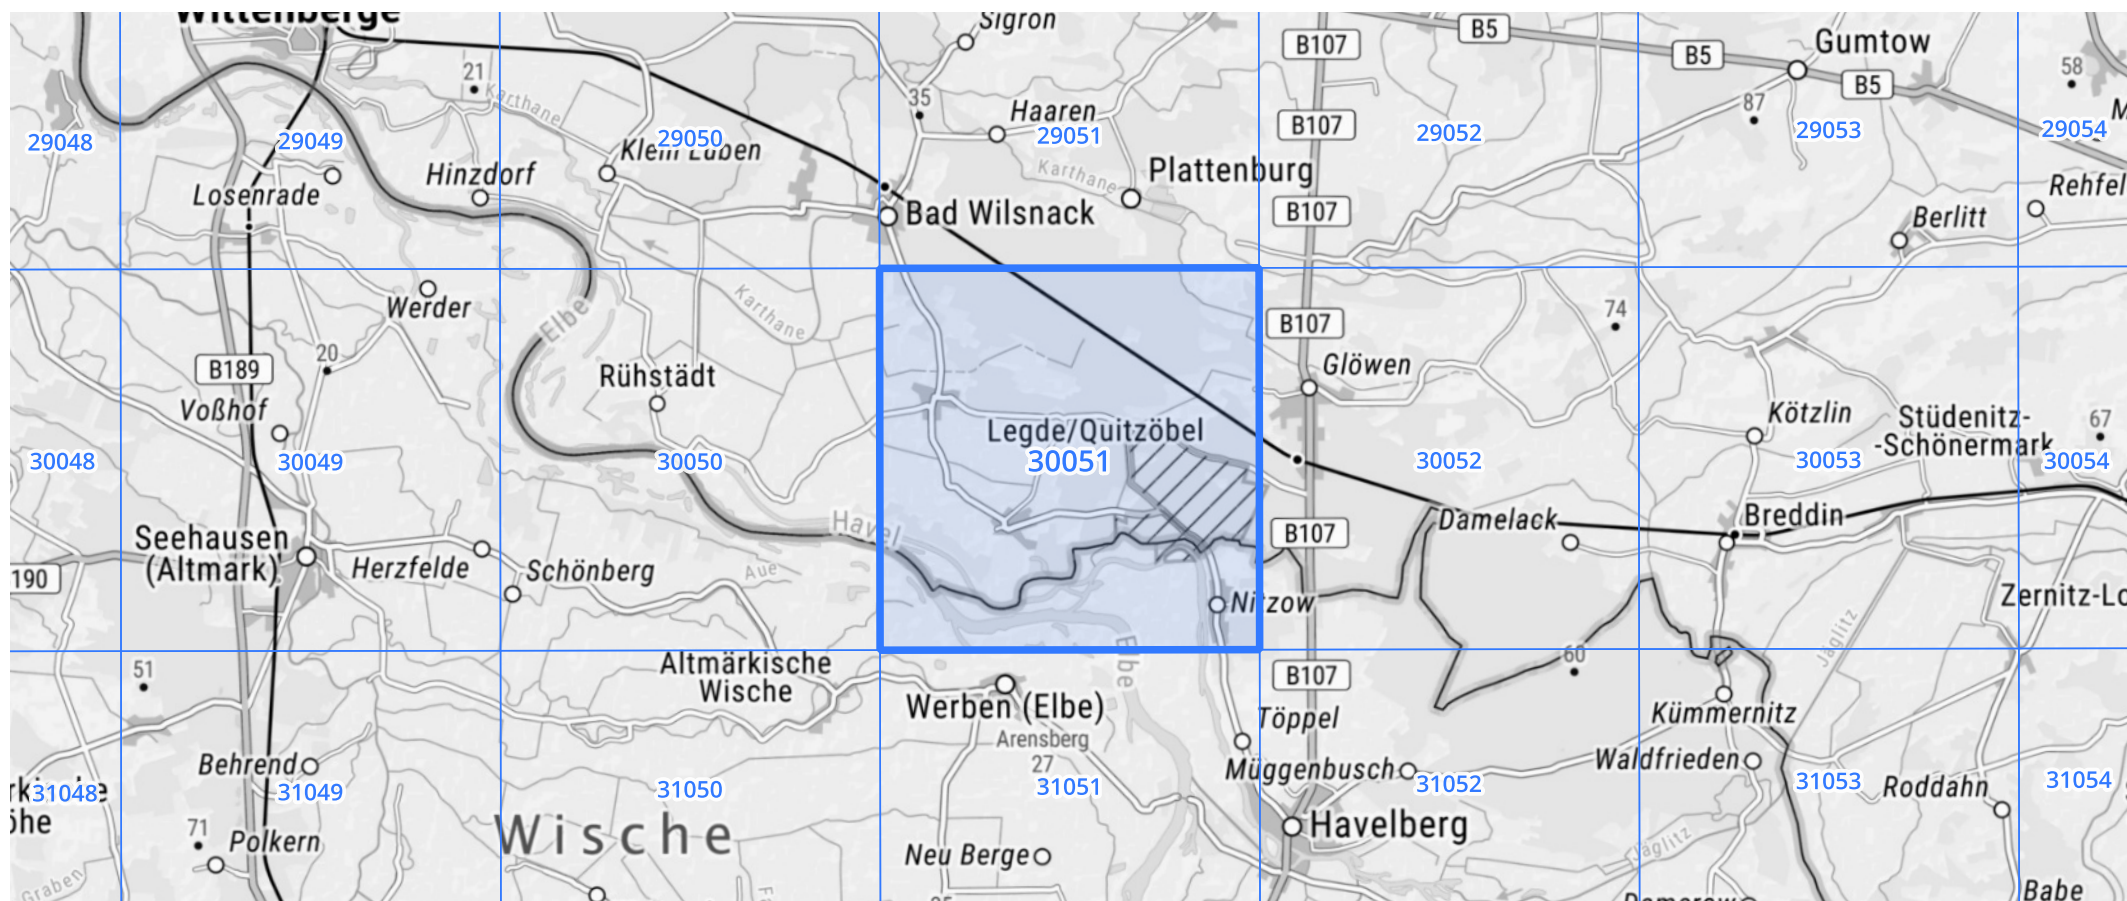 Wittenberge
Sigron
B107
B5
B5
B5
Gumtow
58
21
Karthane
35
Haaren
B107
87
29048
29049
29050
Klein Lüben
29051
29052
29053
29054
Losenrade
Hinzdorf
Karthane
Plattenburg
B107
Rehfel
Bad Wilsnack
Berlitt
Werder
Elbe
Karthane
B107
74
20
B189
Rühstädt
Glöwen
Voßhof
Kötzlin
Stüdenitz-
-Schönermark
67
30048
30049
30050
Legde/Quitzöbel
30051
30052
30053
30054
Havel
B107
Damelack
Breddin
Seehausen
(Altmark)
190
Herzfelde
Schönberg
Aue
Nitzow
Zernitz-Lo
Jäglitz
Elbe
51
Altmärkische
Wische
B107
60
Werben (Elbe)
Töppel
Kümmernitz
Arensberg
27
Behrend
Müggenbusch
Waldfrieden
31048
31049
31050
31051
31052
31053
31054
Roddahn
öhe
71
Polkern
Wische
Havelberg
Neu Berge
Jäglitz
Graben
Babe